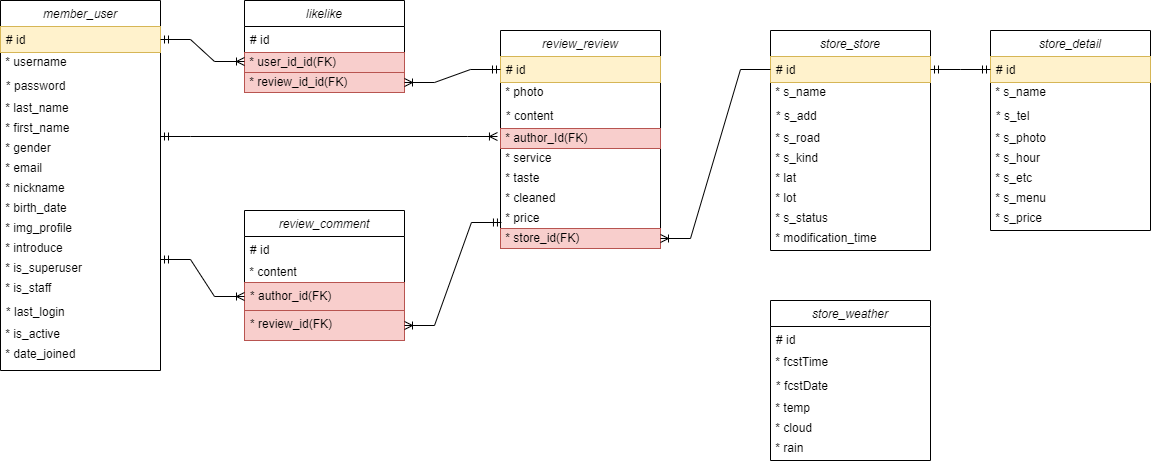 member_user
# id
* username
* password
* last_name
* first_name
* gender
* email
* nickname
* birth_date
* img_profile
* introduce
* is_superuser
* is_staff
* last_login
* is_active
* date_joined
likelike
# id
* user_id_id(FK)
* review_id_id(FK)
review_comment
# id
* content
* author_id(FK)
* review_id(FK)
review_review
# id
* photo
* content
* author_Id(FK)
* service
* taste
* cleaned
* price
* store_id(FK)
store_store
# id
* s_name
* s_add
* s_road
* s_kind
* lat
* lot
* s_status
* modification_time
store_detail
# id
* s_name
* s_tel
* s_photo
* s_hour
* s_etc
* s_menu
* s_price
store_weather
# id
* fcstTime
* fcstDate
* temp
* cloud
* rain